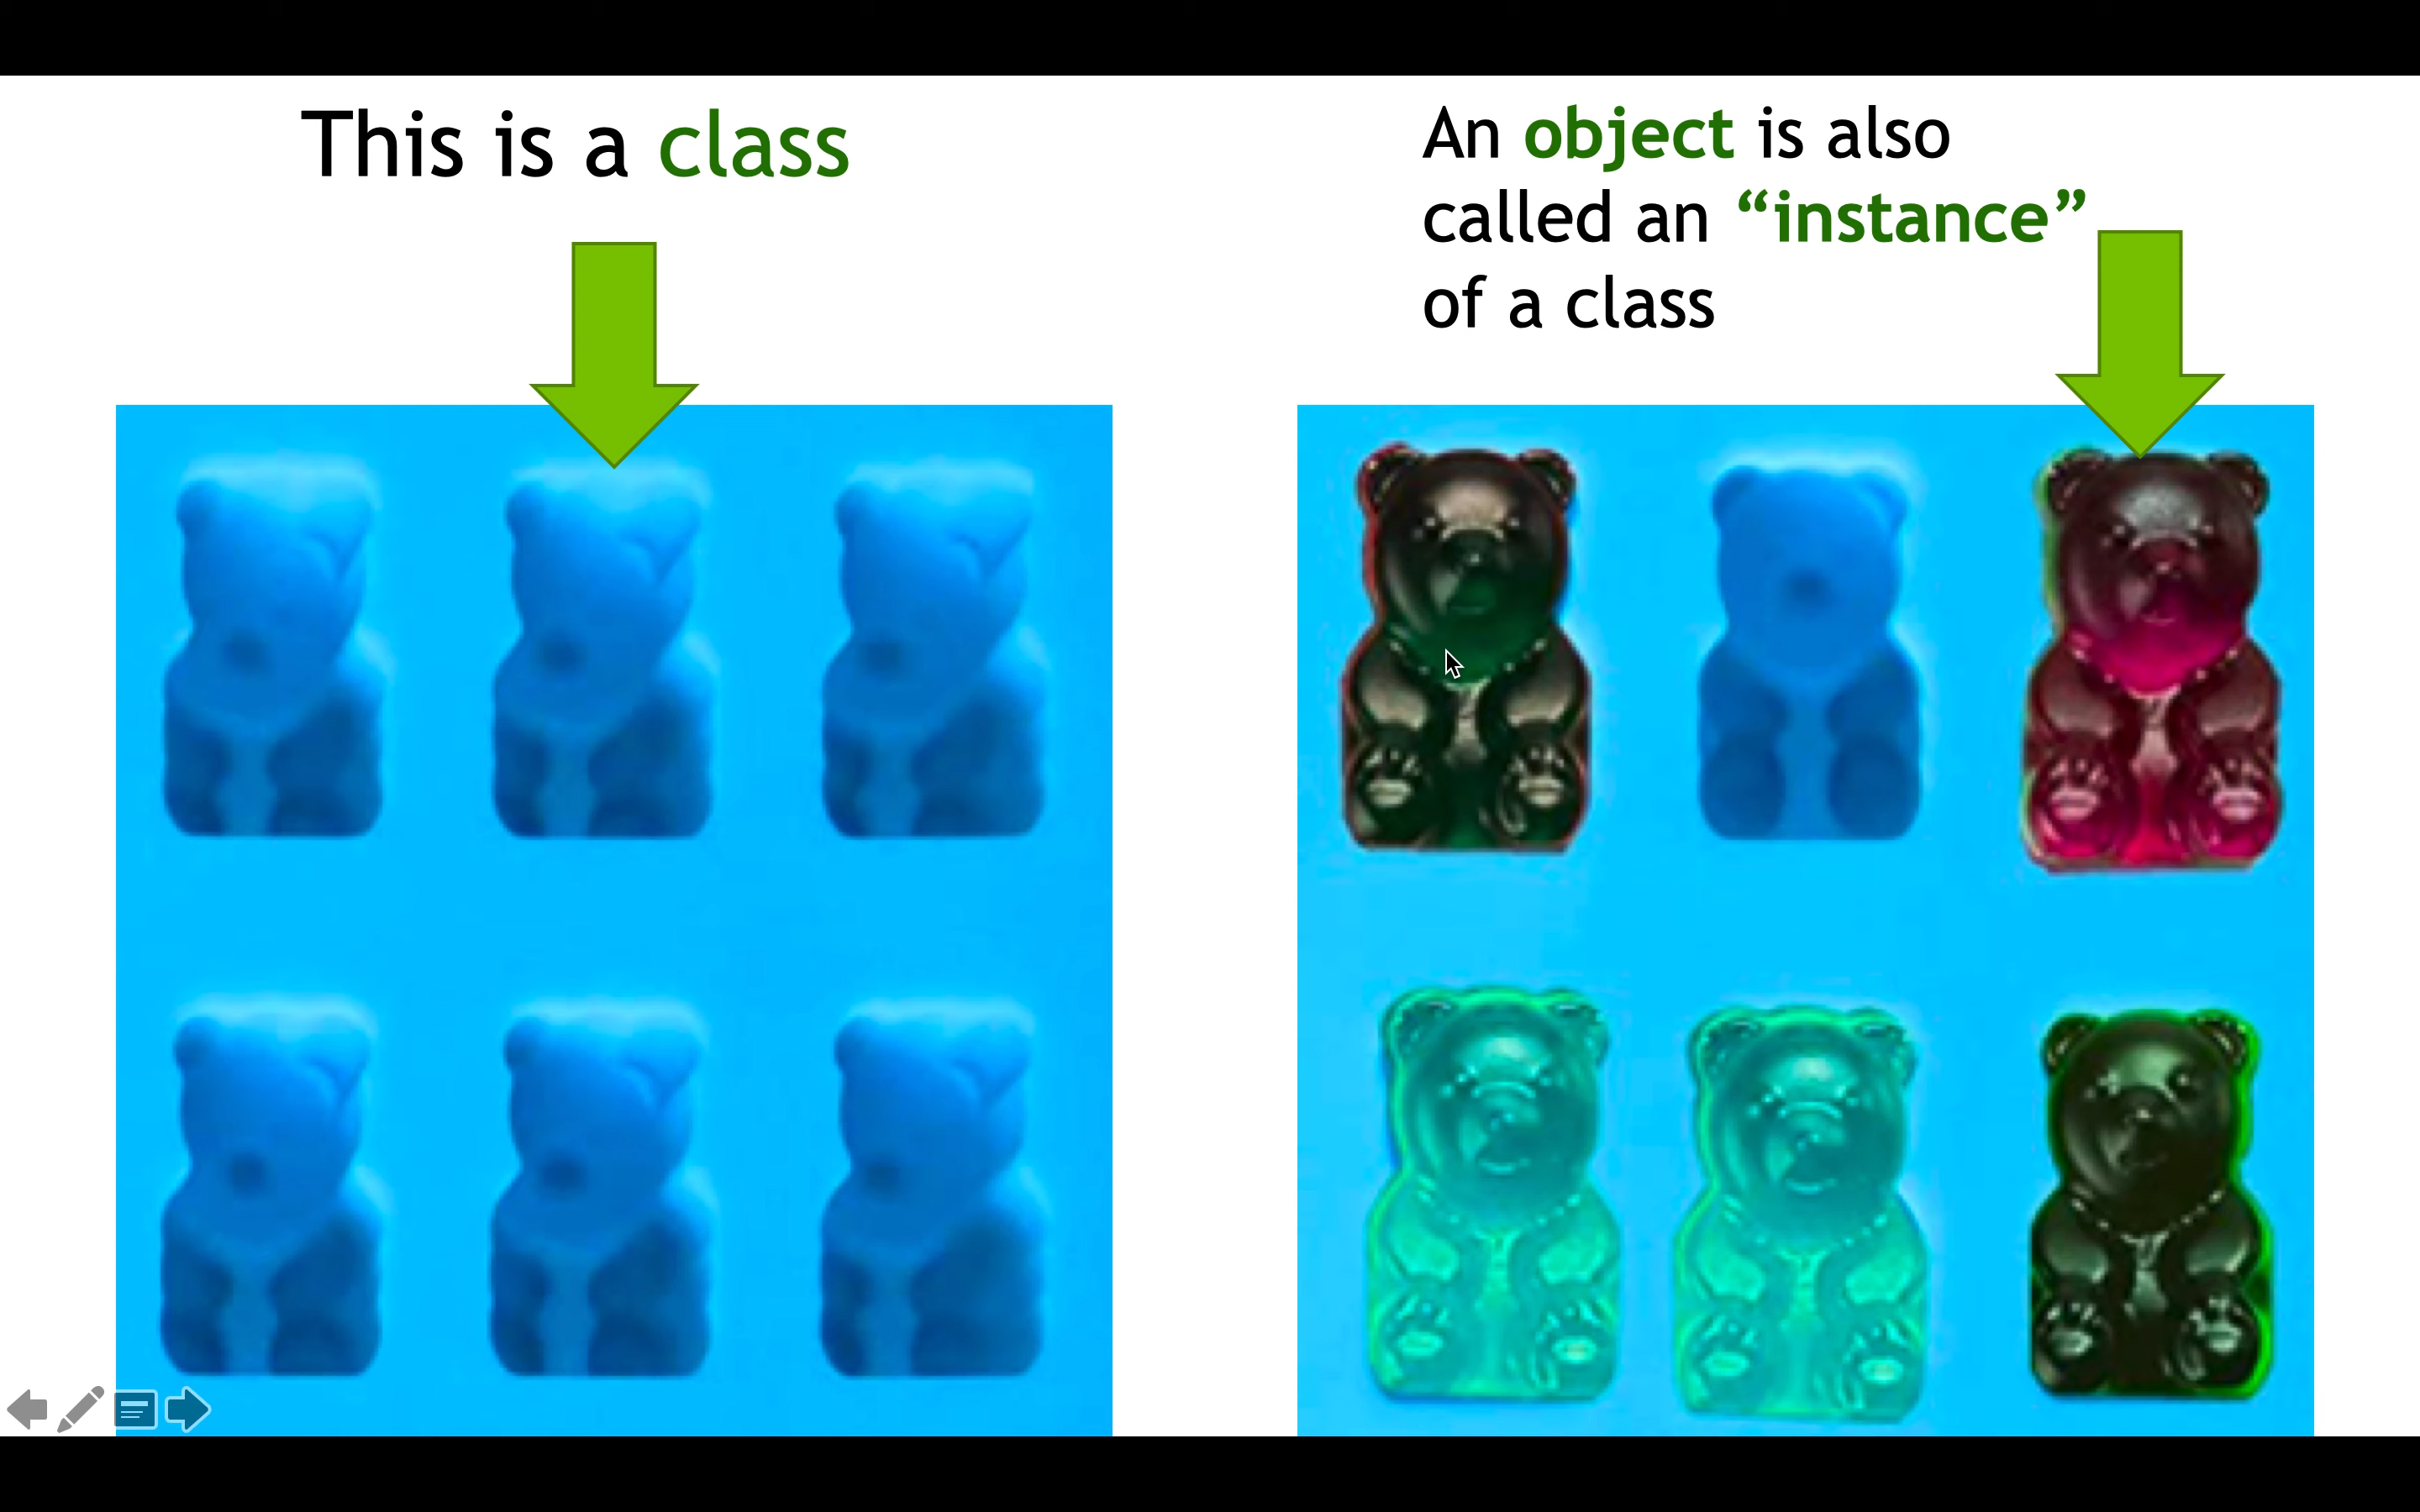 This is a class
An object is also
called an “instance”
of a class